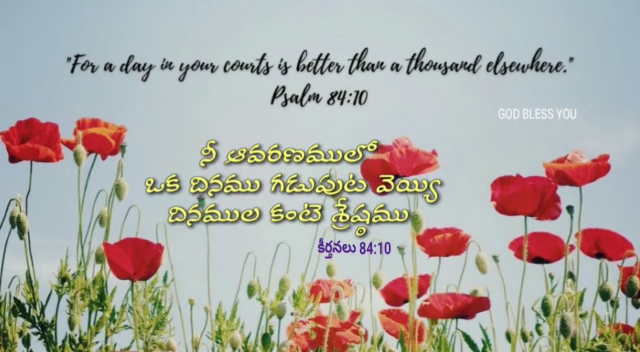 "For a day in your courts is better than a thousand elsewhere."
Psalm 84:10
GOD BLESS YOU
నీ ఆవరణములో
ఒక దినము గడుపుట వెయ్యి
దినముల కంటె శ్రేష్ఠము
కీర్తనలు 84:10